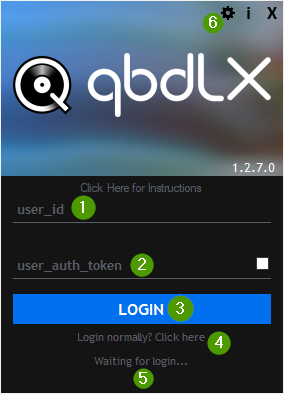 6 i X
qbdlx
1.2.7.0
Click Here for Instructions
user_id 1
user_auth_token 2
LOGIN 3
Login normally? Click here 4
Waiting for login...
5